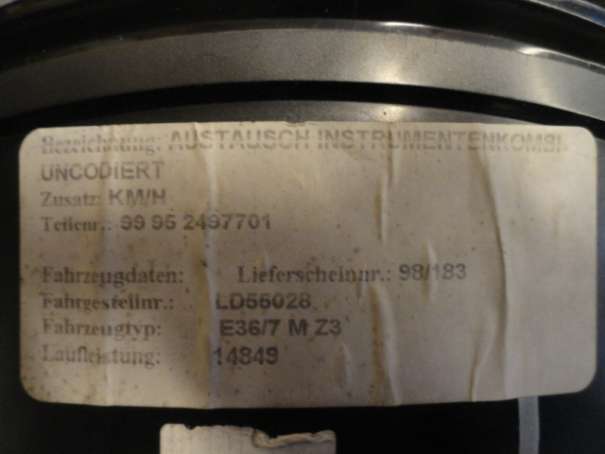 Bezeichnung: AUSTAUSCH INSTRUMENTENKOMBI-
UNCODIERT
Zusatz: KM/H
Teilenr.: 99 95 2497701
Fahrzeugdaten: Lieferscheinnr.: 98/183
Fahrgestellnr.: LD56028
Fahrzeugtyp: E36/7 M Z3
Laufleistung: 14849